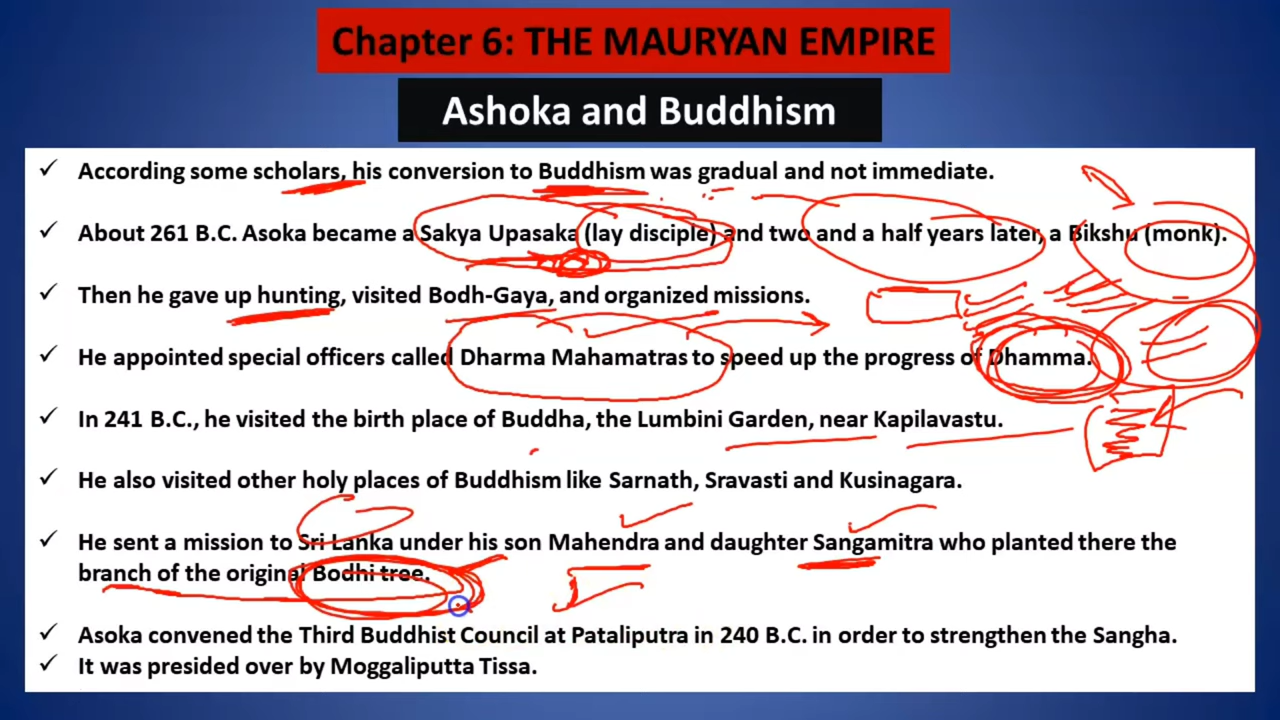 Chapter 6: THE MAURYAN EMPIRE
Ashoka and Buddhism
✓ According some scholars, his conversion to Buddhism was gradual and not immediate.
✓ About 261 B.C. Asoka became a Sakya Upasaka (lay disciple) and two and a half years later, a Bikshu (monk).
✓ Then he gave up hunting, visited Bodh-Gaya, and organized missions.
✓ He appointed special officers called Dharma Mahamatras to speed up the progress of Dhamma.
✓ In 241 B.C., he visited the birth place of Buddha, the Lumbini Garden, near Kapilavastu.
✓ He also visited other holy places of Buddhism like Sarnath, Sravasti and Kusinagara.
✓ He sent a mission to Sri Lanka under his son Mahendra and daughter Sangamitra who planted there the
branch of the original Bodhi tree.
✓ Asoka convened the Third Buddhist Council at Pataliputra in 240 B.C. in order to strengthen the Sangha.
✓ It was presided over by Moggaliputta Tissa.